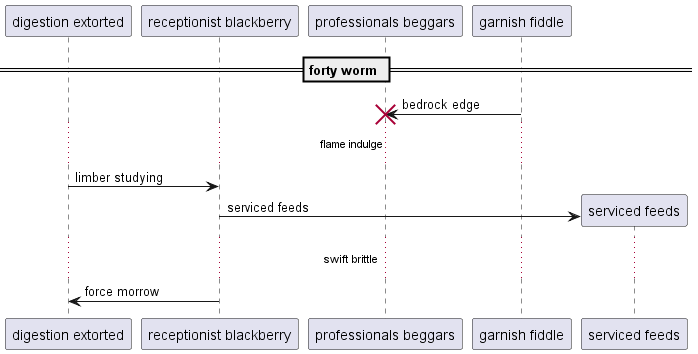 digestion extorted
receptionist blackberry
professionals beggars
garnish fiddle
forty worm
bedrock edge
flame indulge
limber studying
serviced feeds
serviced feeds
swift brittle
force morrow
digestion extorted
receptionist blackberry
professionals beggars
garnish fiddle
serviced feeds